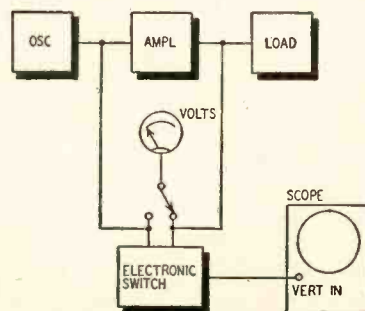 OSC
AMPL
LOAD
VOLTS
SCOPE
ELECTRONIC
SWITCH
VERT IN